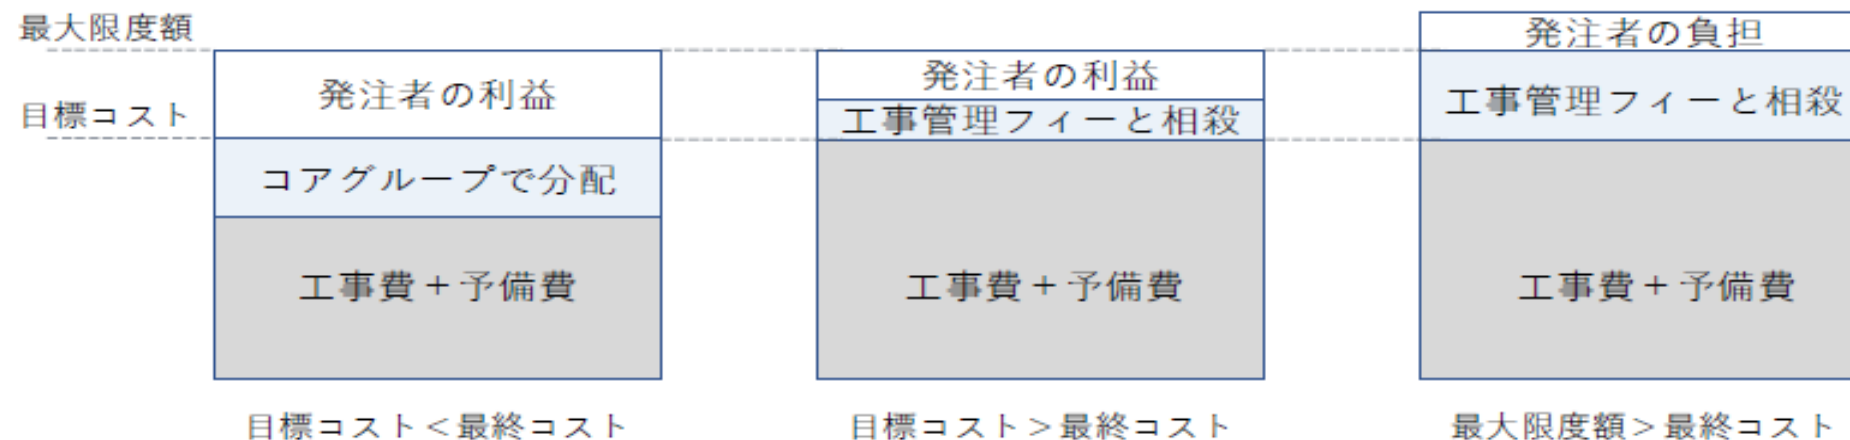 最大限度額
目標コスト
発注者の利益
コアグループで分配
工事費+予備費
目標コスト<最終コスト
発注者の利益
工事管理フィーと相殺
工事費+予備費
目標コスト>最終コスト
発注者の負担
工事管理フィーと相殺
工事費+予備費
最大限度額>最終コスト